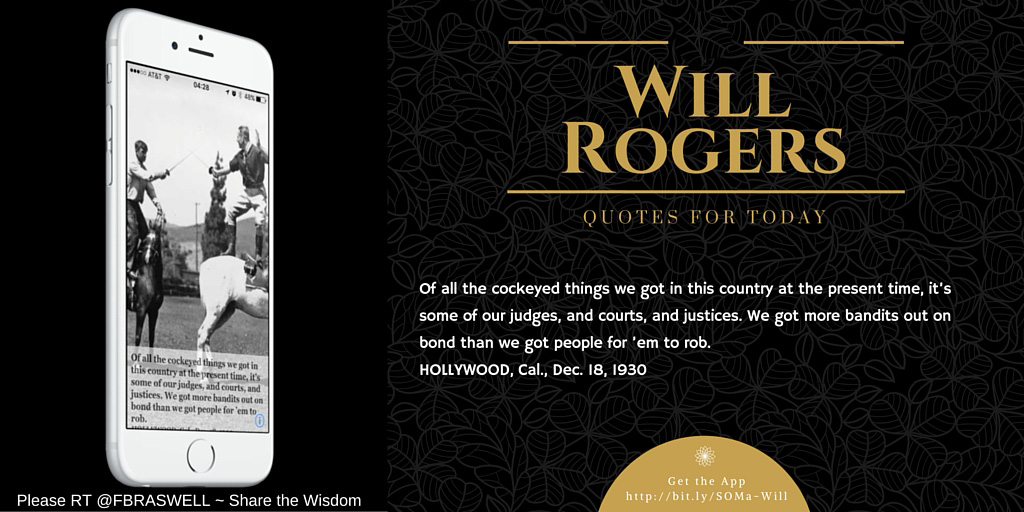 AT&T
04:28
48%
Of all the cockeyed things we got in
this country at the present time, it's
some of our judges, and courts, and
justices. We got more bandits out on
bond than we got people for 'em to
rob.
Please RT @FBRASWELL ~ Share the Wisdom
WILL
ROGERS
QUOTES FOR TODAY
Of all the cockeyed things we got in this country at the present time, it's
some of our judges, and courts, and justices. We got more bandits out on
bond than we got people for 'em to rob.
HOLLYWOOD, Cal., Dec. 18, 1930
Get the App
http://bit.ly/SOMa-Will